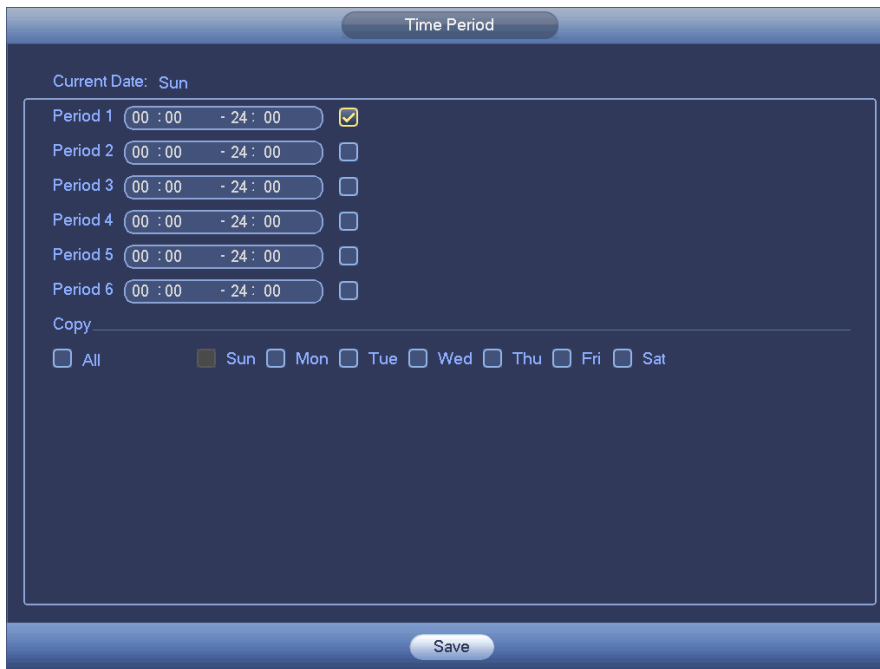 Time Period
Current Date: Sun
Period 1 00 :00 - 24: 00
Period 2 00 :00 - 24: 00
Period 3 00 :00 - 24: 00
Period 4 00 :00 - 24: 00
Period 5 00 :00 - 24: 00
Period 6 00 :00 - 24: 00
Copy
All Sun Mon Tue Wed Thu Fri Sat
Save